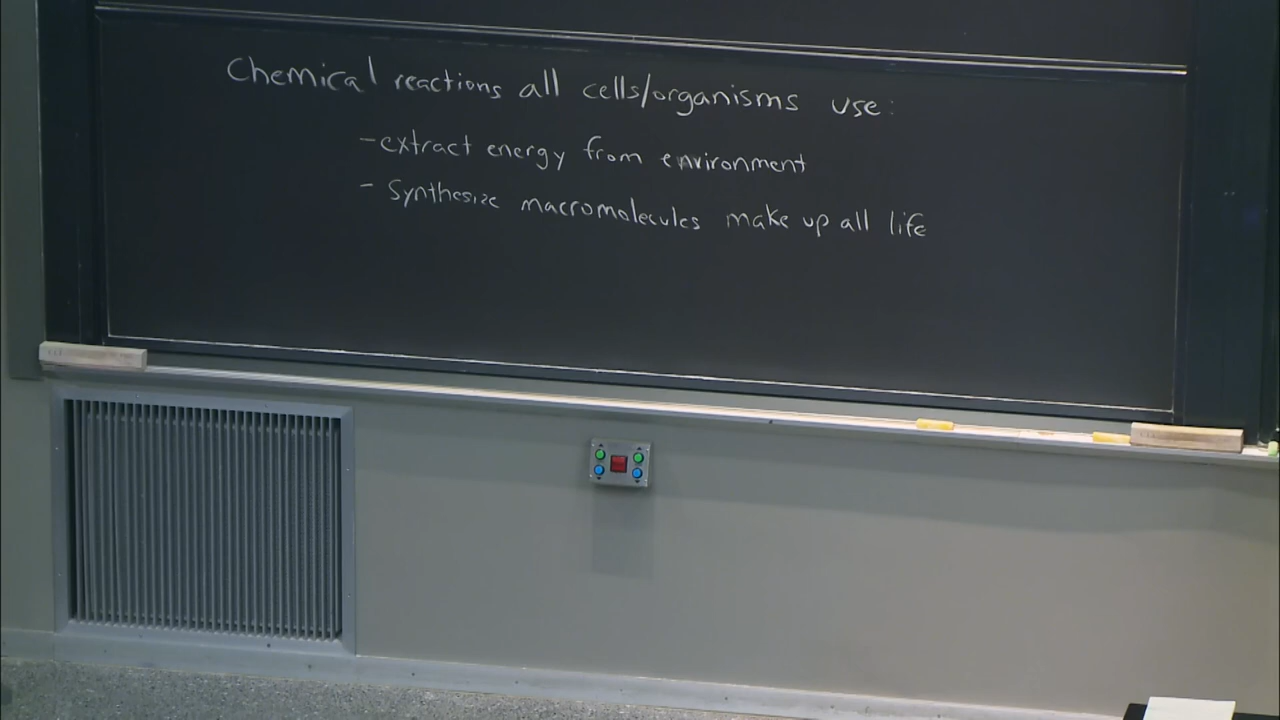 Chemical reactions all cells/organisms use:
- extract energy from environment
- Synthesize macromolecules make up all life